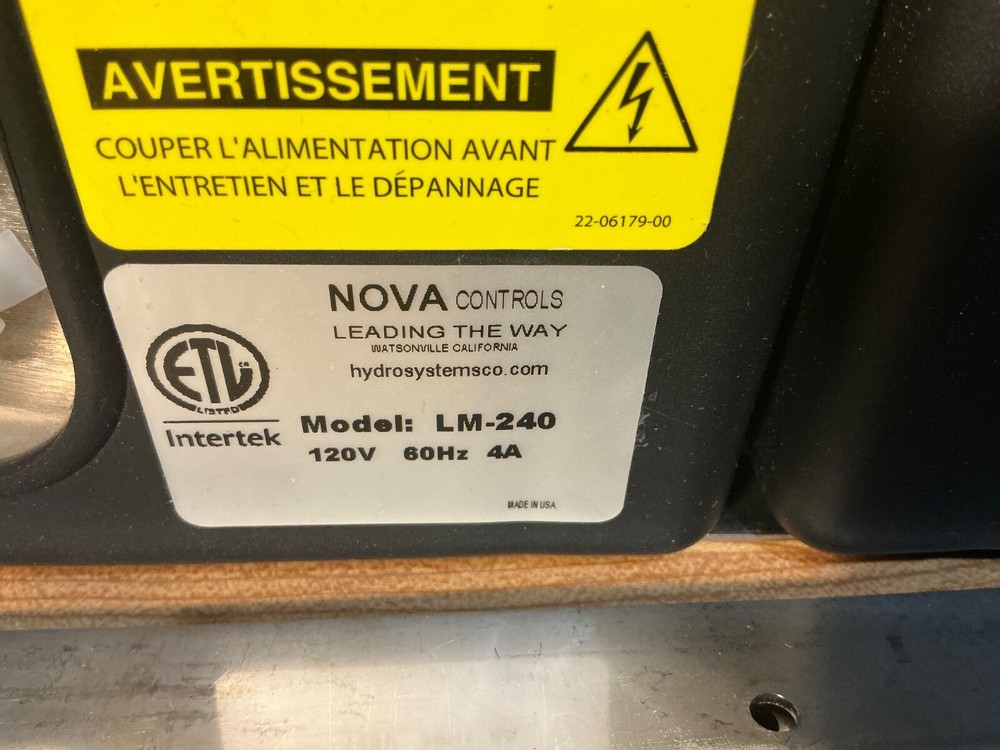 AVERTISSEMENT
COUPER L'ALIMENTATION AVANT
L'ENTRETIEN ET LE DÉPANNAGE
22-06179-00
NOVA CONTROLS
LEADING THE WAY
WATSONVILLE CALIFORNIA
hydrosystemsco.com
ETL
CM
LISTED
Intertek
Model: LM-240
120V 60Hz 4A
MADE IN USA